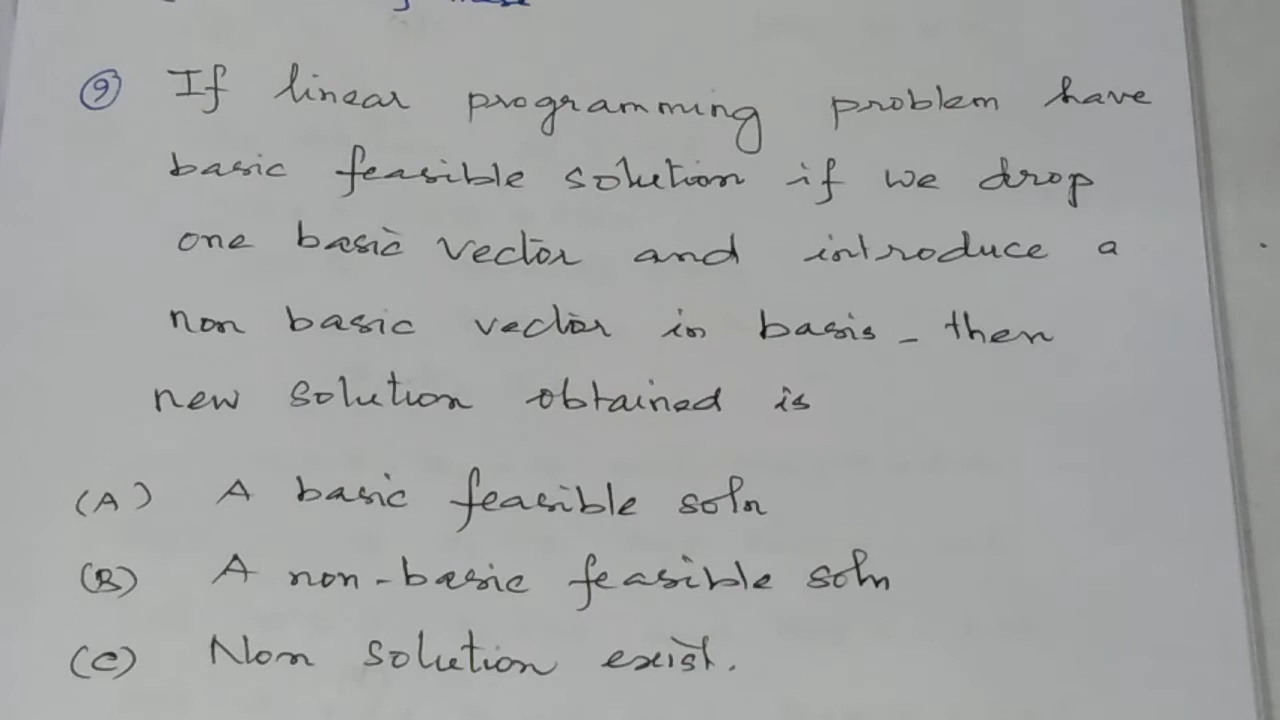 ⑨ If linear programming problem have
basic feasible solution if we drop
one basic vector and introduce a
non basic vector in basis - then
new solution obtained is
(A) A basic feasible soln
(B) A non-basic feasible soln
(C) Non solution exist.